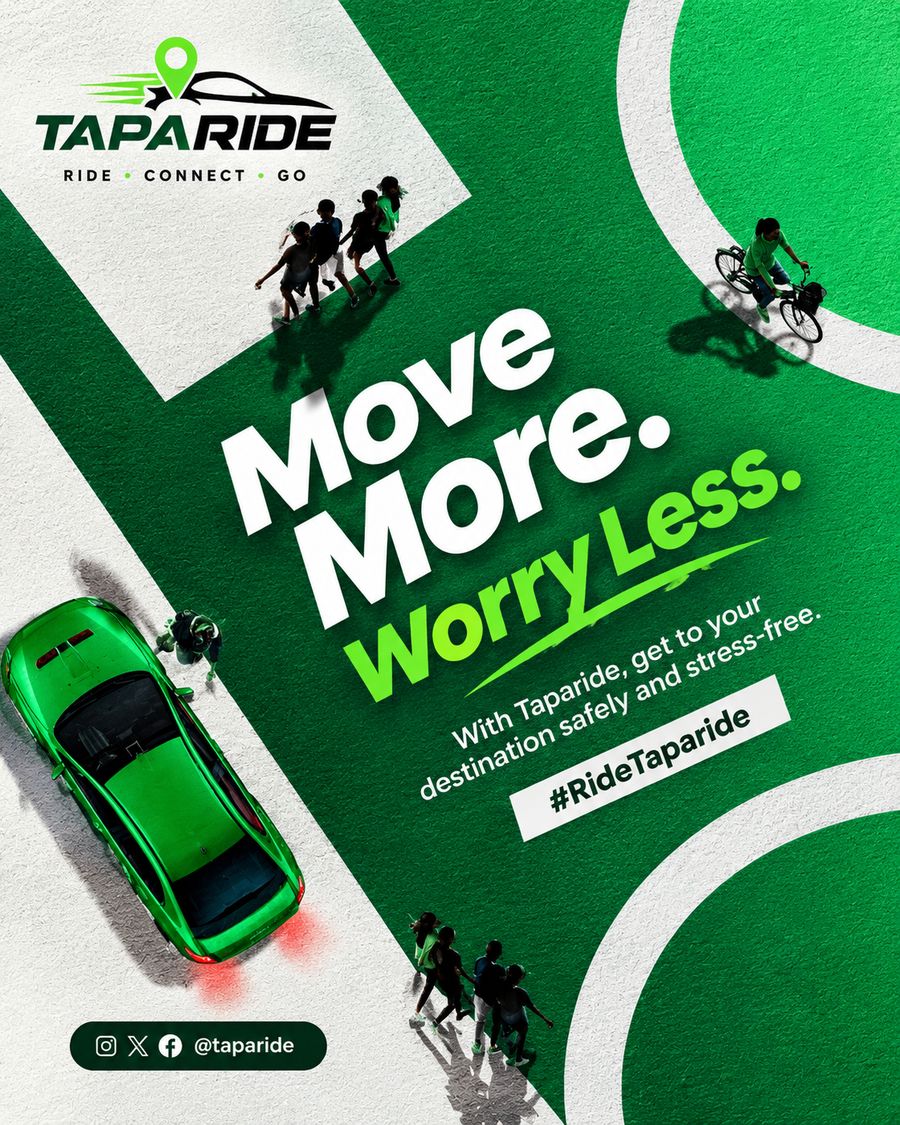 TAPARIDE
RIDE • CONNECT • GO
Move
More.
Worry Less.
With Taparide, get to your
destination safely and stress-free.
#RideTaparide
@taparide